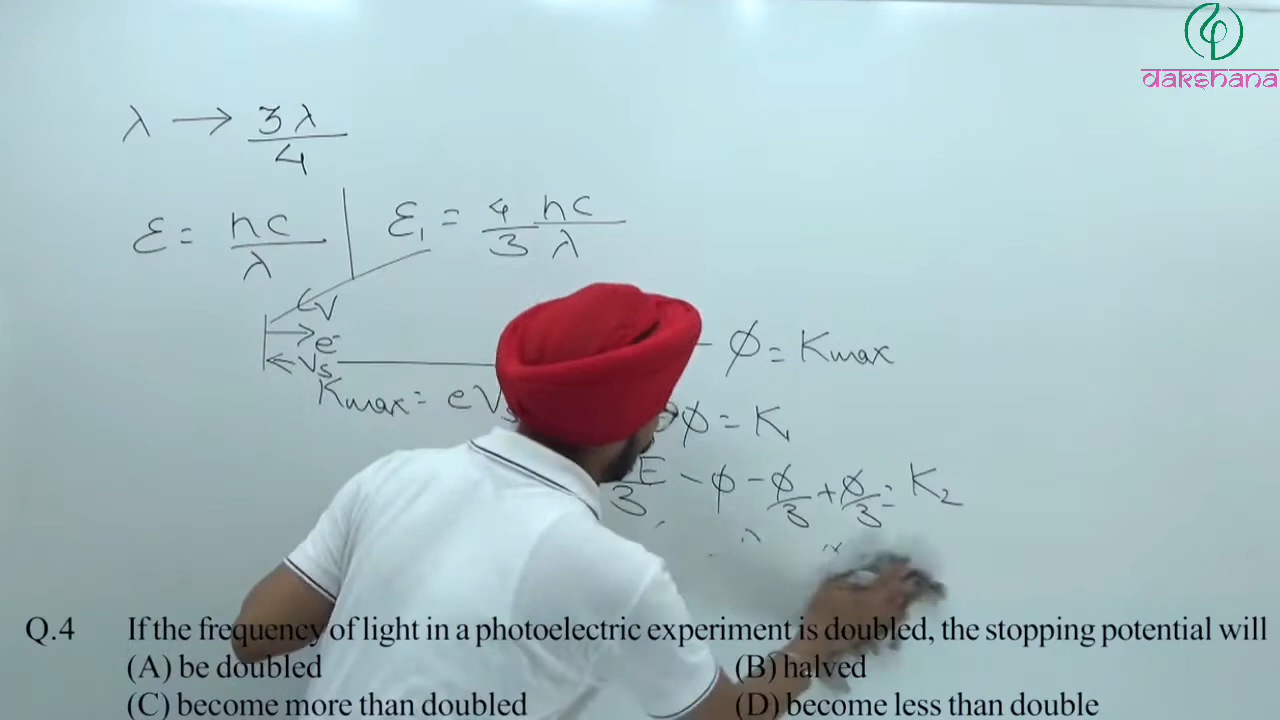 dakshana
λ → 3λ/4
ε = hc/λ ε₁ = 4/3 hc/λ
eV
e⁻
Vs
- φ = Kmax
Kmax = eVs
φ = K₁
E/3 - φ - φ/3 + φ/3 = K₂
Q.4 If the frequency of light in a photoelectric experiment is doubled, the stopping potential will
(A) be doubled (B) halved
(C) become more than doubled (D) become less than double